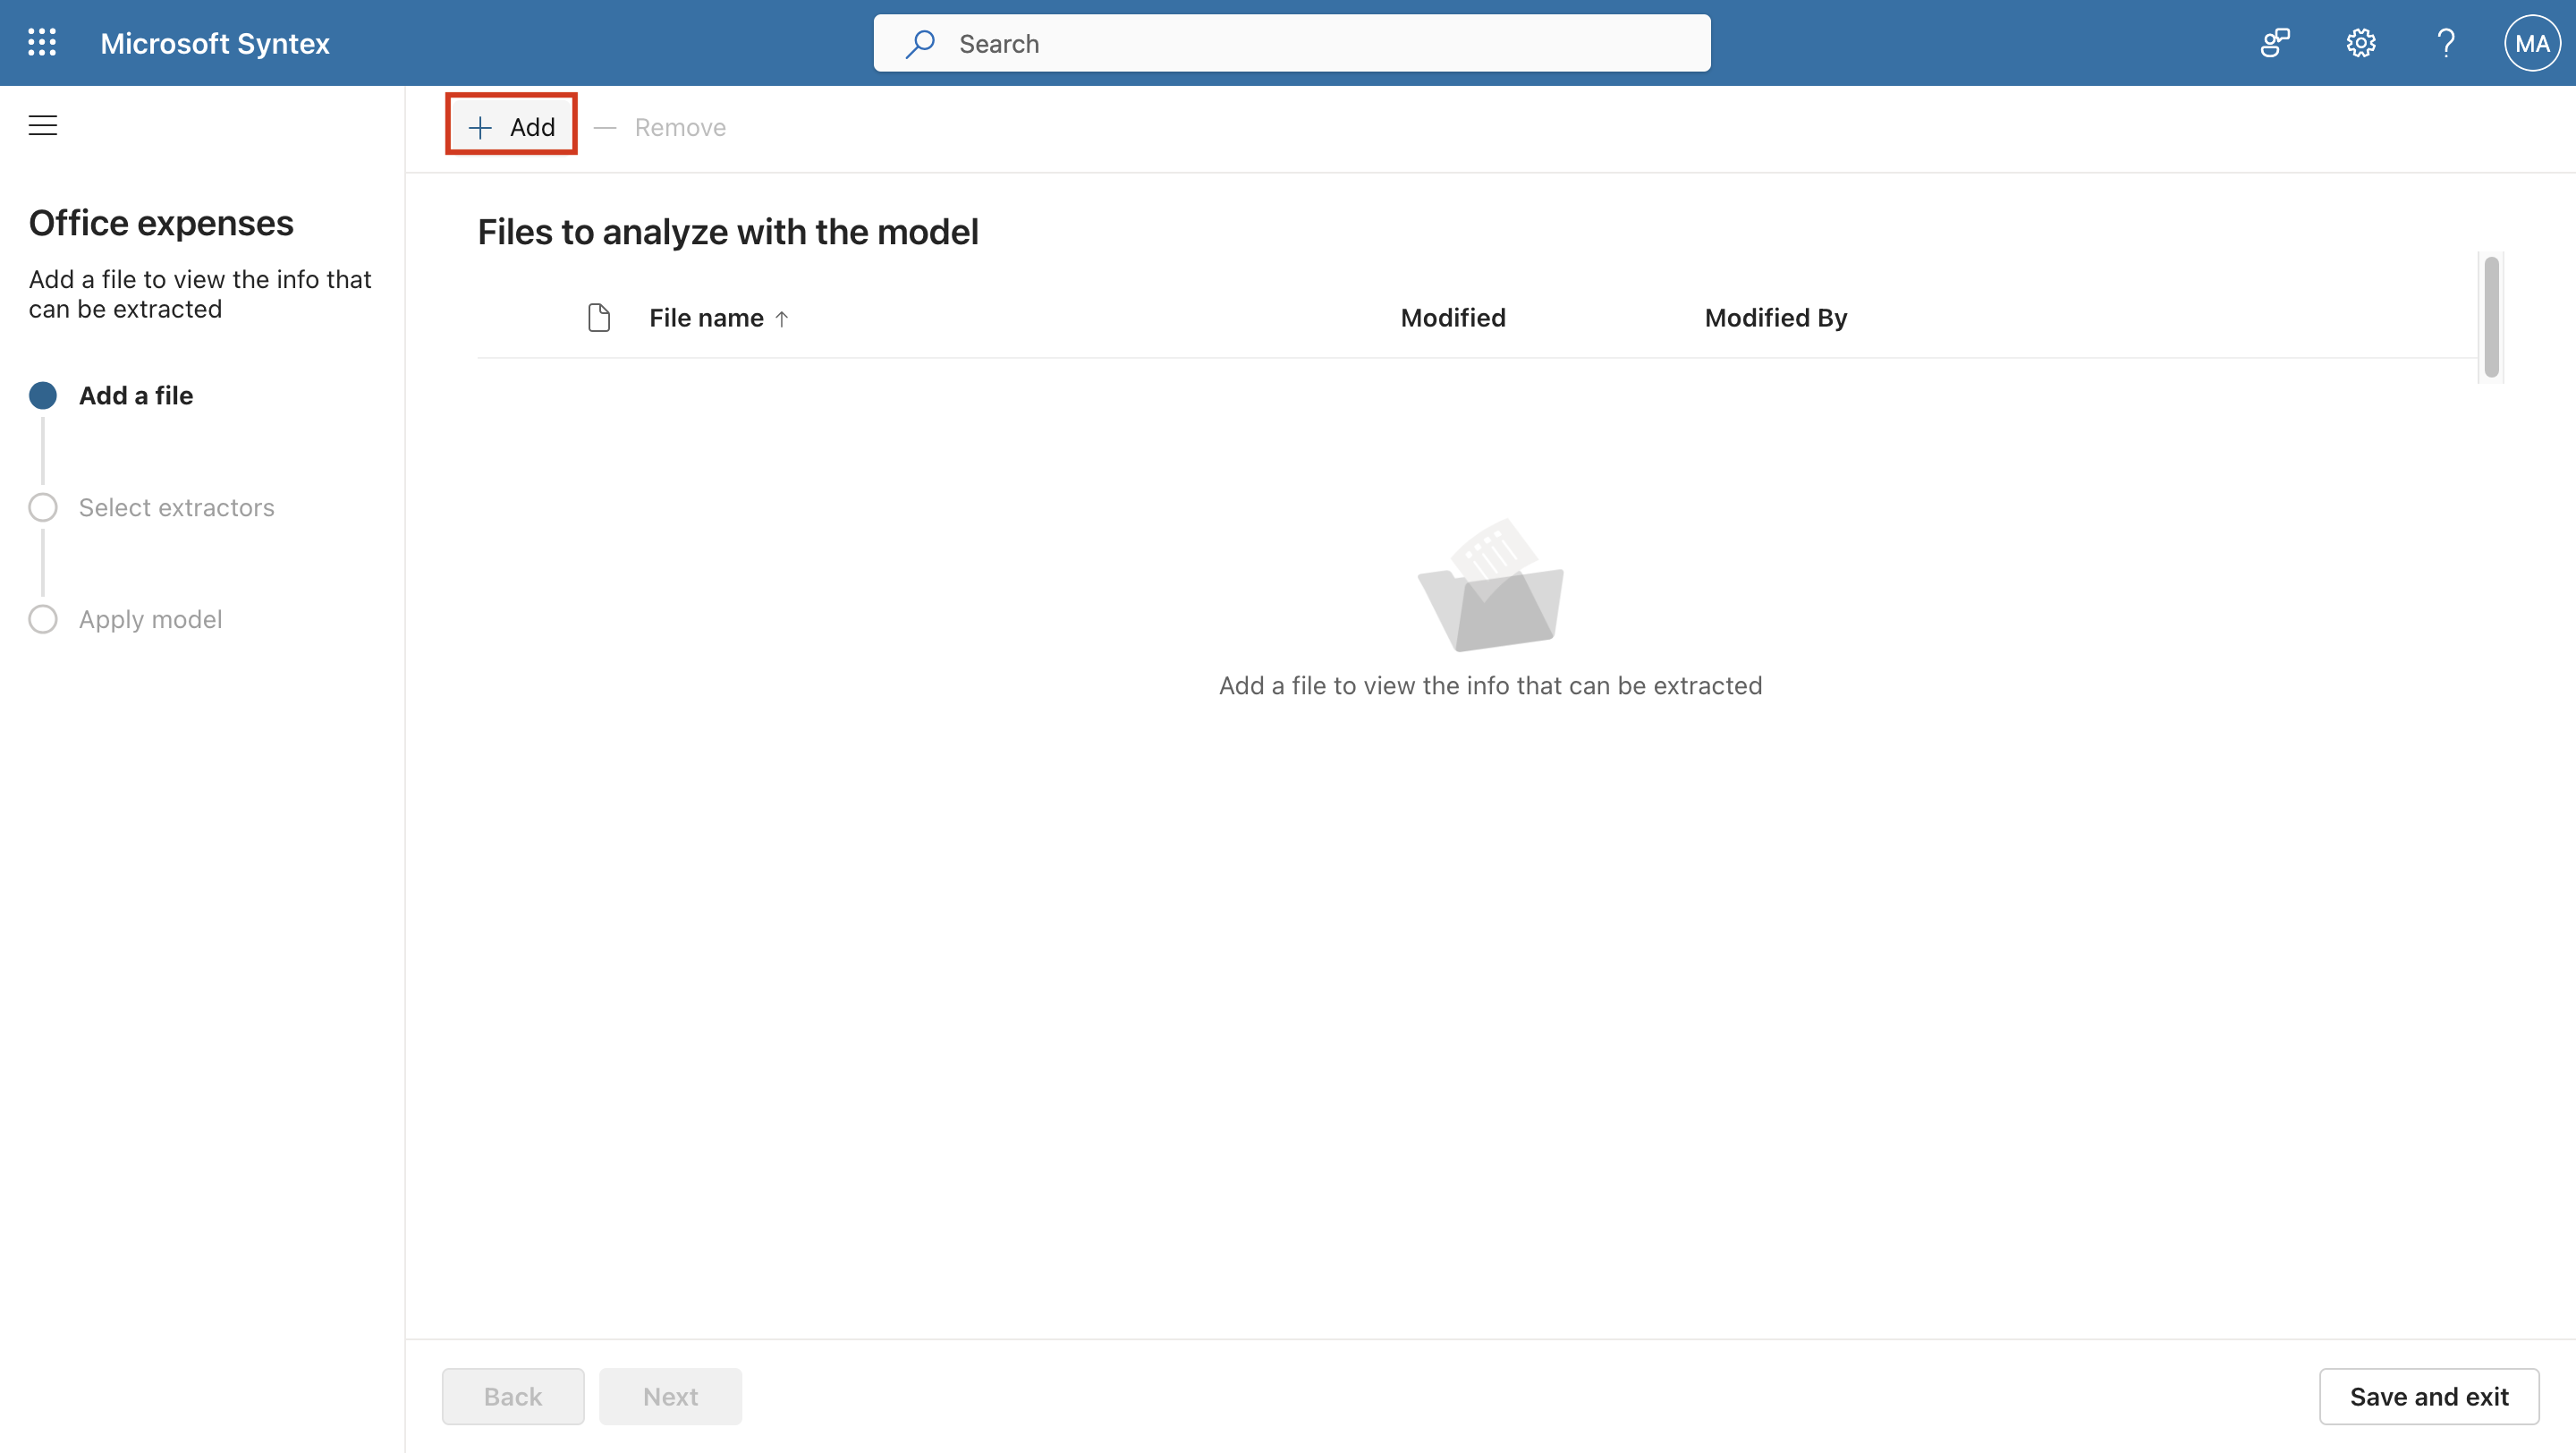 Microsoft Syntex
Search
MA
Add
Remove
Office expenses
Add a file to view the info that
can be extracted
Add a file
Select extractors
Apply model
Files to analyze with the model
File name
Modified
Modified By
Add a file to view the info that can be extracted
Back
Next
Save and exit